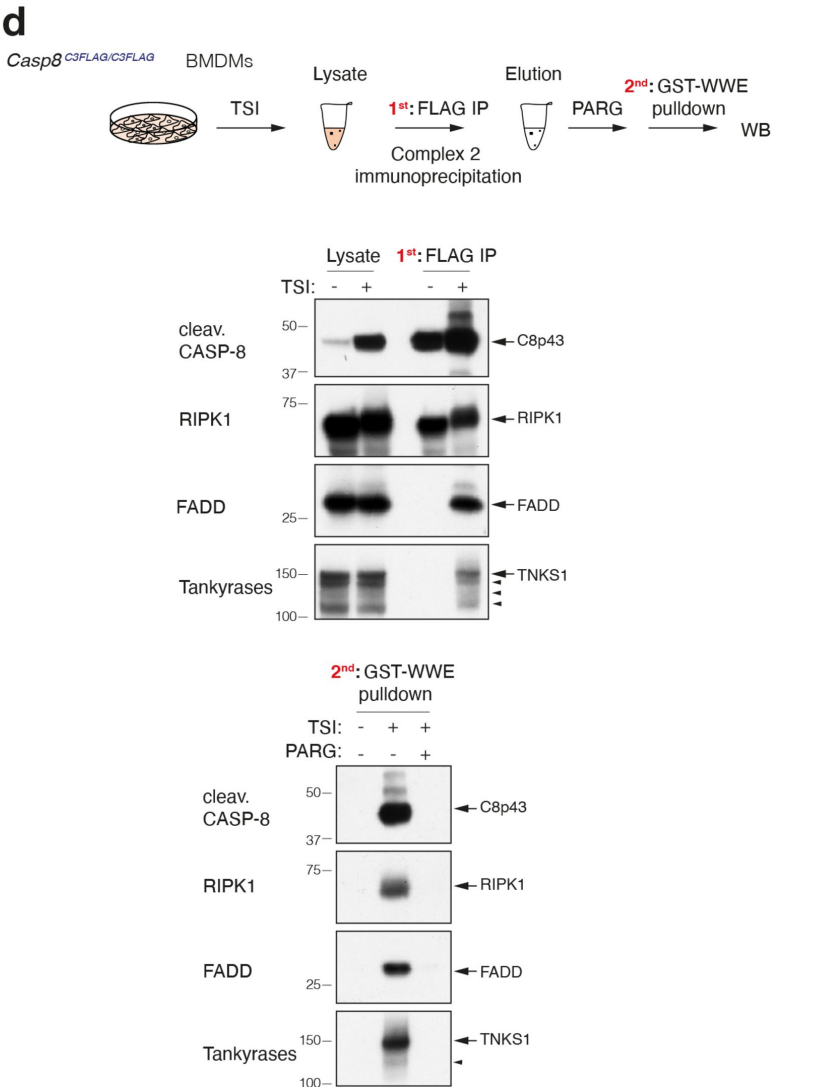 d
Casp8 C3FLAG/C3FLAG BMDMs
Lysate Elution
2nd: GST-WWE
TSI 1st: FLAG IP PARG pulldown
WB
Complex 2
immunoprecipitation
Lysate 1st: FLAG IP
TSI: - + - +
cleav.
CASP-8
50
37
C8p43
RIPK1
75
RIPK1
FADD
25
FADD
Tankyrases
150
100
TNKS1
2nd: GST-WWE
pulldown
TSI: - + +
PARG: - - +
cleav.
CASP-8
50
37
C8p43
RIPK1
75
RIPK1
FADD
25
FADD
Tankyrases
150
100
TNKS1